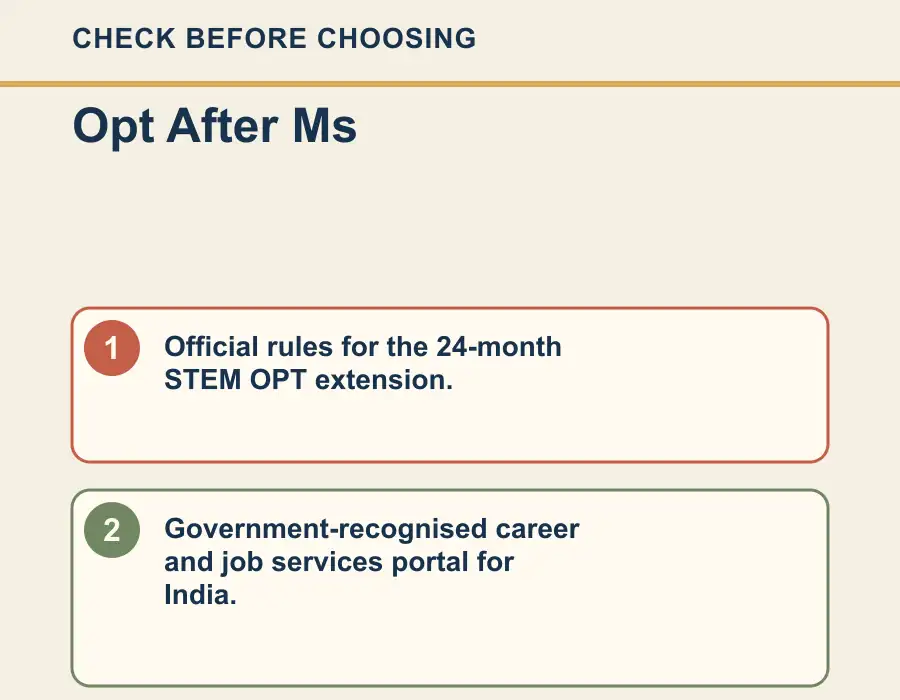 CHECK BEFORE CHOOSING
Opt After Ms
1
Official rules for the 24-month
STEM OPT extension.
2
Government-recognised career
and job services portal for
India.